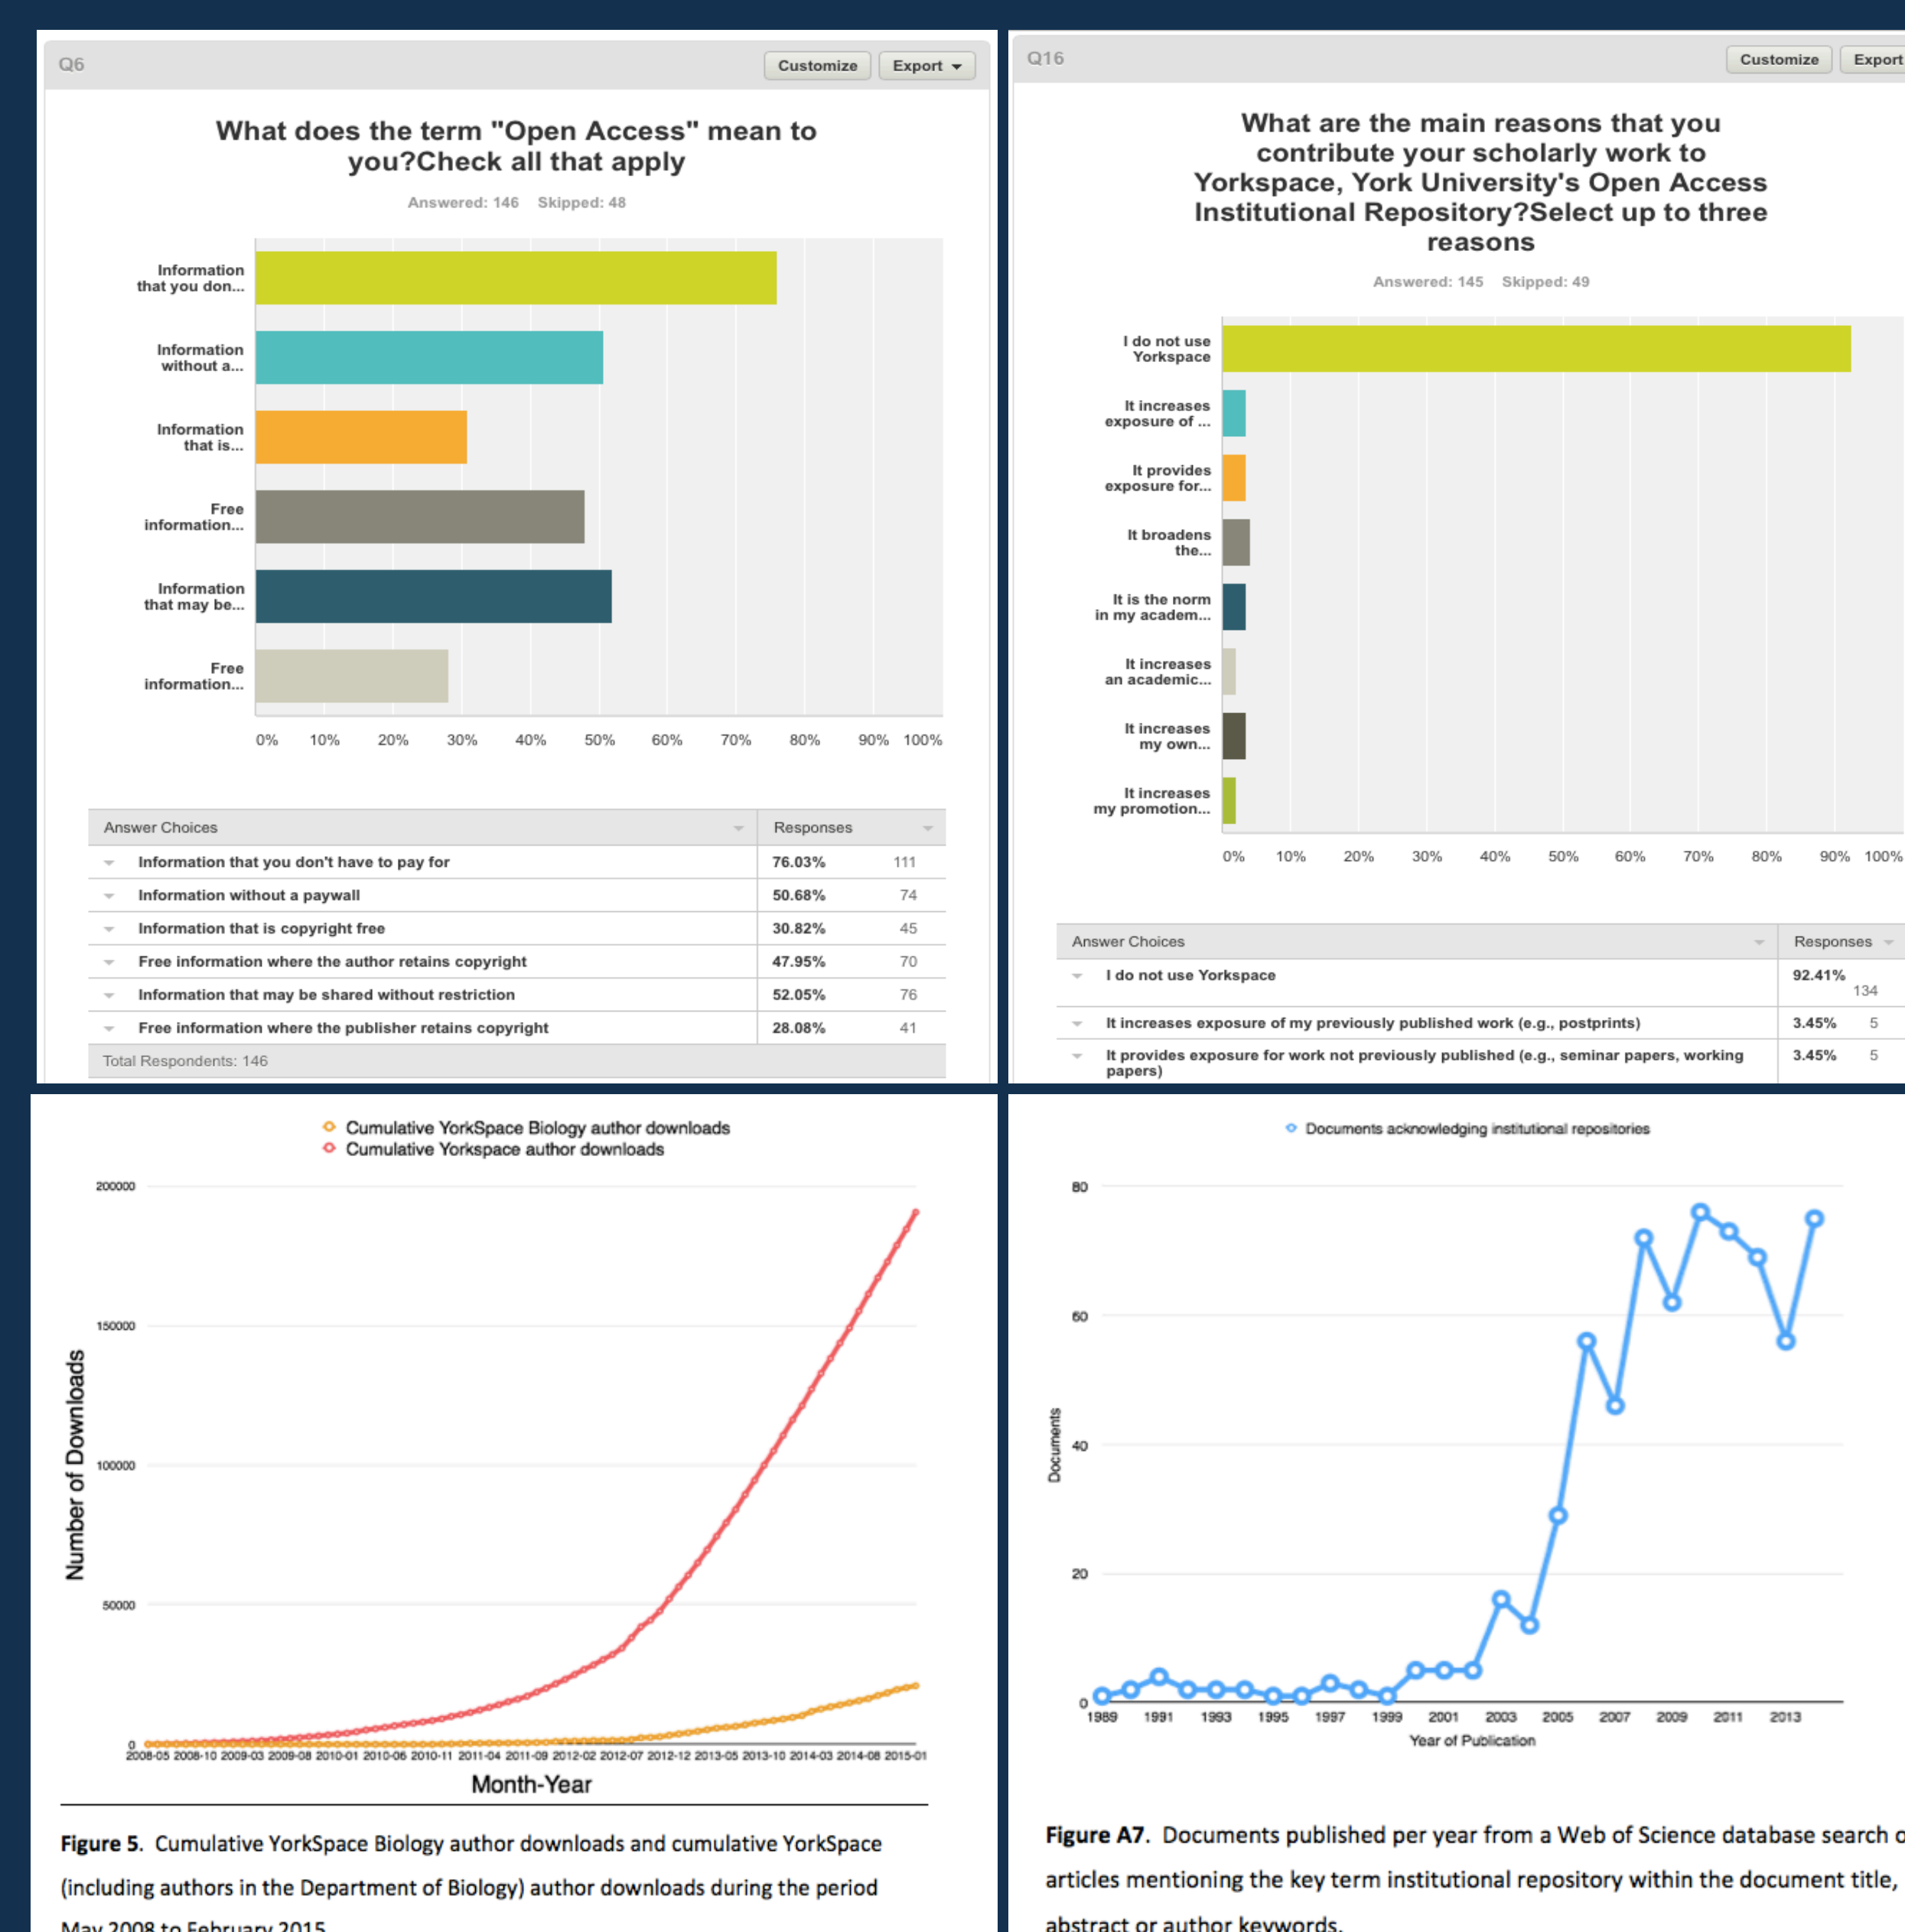 Q6
Customize
Export
What does the term "Open Access" mean to
you?Check all that apply
Answered: 146 Skipped: 48
Information
that you don...
Information
without a...
Information
that is...
Free
information...
Information
that may be...
Free
information...
0% 10% 20% 30% 40% 50% 60% 70% 80% 90% 100%
Answer Choices Responses
Information that you don't have to pay for 76.03% 111
Information without a paywall 50.68% 74
Information that is copyright free 30.82% 45
Free information where the author retains copyright 47.95% 70
Information that may be shared without restriction 52.05% 76
Free information where the publisher retains copyright 28.08% 41
Total Respondents: 146
Q16
Customize
Export
What are the main reasons that you
contribute your scholarly work to
Yorkspace, York University's Open Access
Institutional Repository?Select up to three
reasons
Answered: 145 Skipped: 49
I do not use
Yorkspace
It increases
exposure of ...
It provides
exposure for...
It broadens
the...
It is the norm
in my academ...
It increases
an academic...
It increases
my own...
It increases
my promotion...
0% 10% 20% 30% 40% 50% 60% 70% 80% 90% 100%
Answer Choices Responses
I do not use Yorkspace 92.41%
134
It increases exposure of my previously published work (e.g., postprints) 3.45% 5
It provides exposure for work not previously published (e.g., seminar papers, working 3.45% 5
papers)
Cumulative YorkSpace Biology author downloads
Cumulative Yorkspace author downloads
200000
150000
100000
50000
0
Number of Downloads
2008-05 2008-10 2009-03 2009-08 2010-01 2010-06 2010-11 2011-04 2011-09 2012-02 2012-07 2012-12 2013-05 2013-10 2014-03 2014-08 2015-01
Month-Year
Figure 5. Cumulative YorkSpace Biology author downloads and cumulative YorkSpace
(including authors in the Department of Biology) author downloads during the period
May 2008 to February 2015
Documents acknowledging institutional repositories
80
60
40
20
0
Documents
1989 1991 1993 1995 1997 1999 2001 2003 2005 2007 2009 2011 2013
Year of Publication
Figure A7. Documents published per year from a Web of Science database search
articles mentioning the key term institutional repository within the document title,
abstract or author keywords.